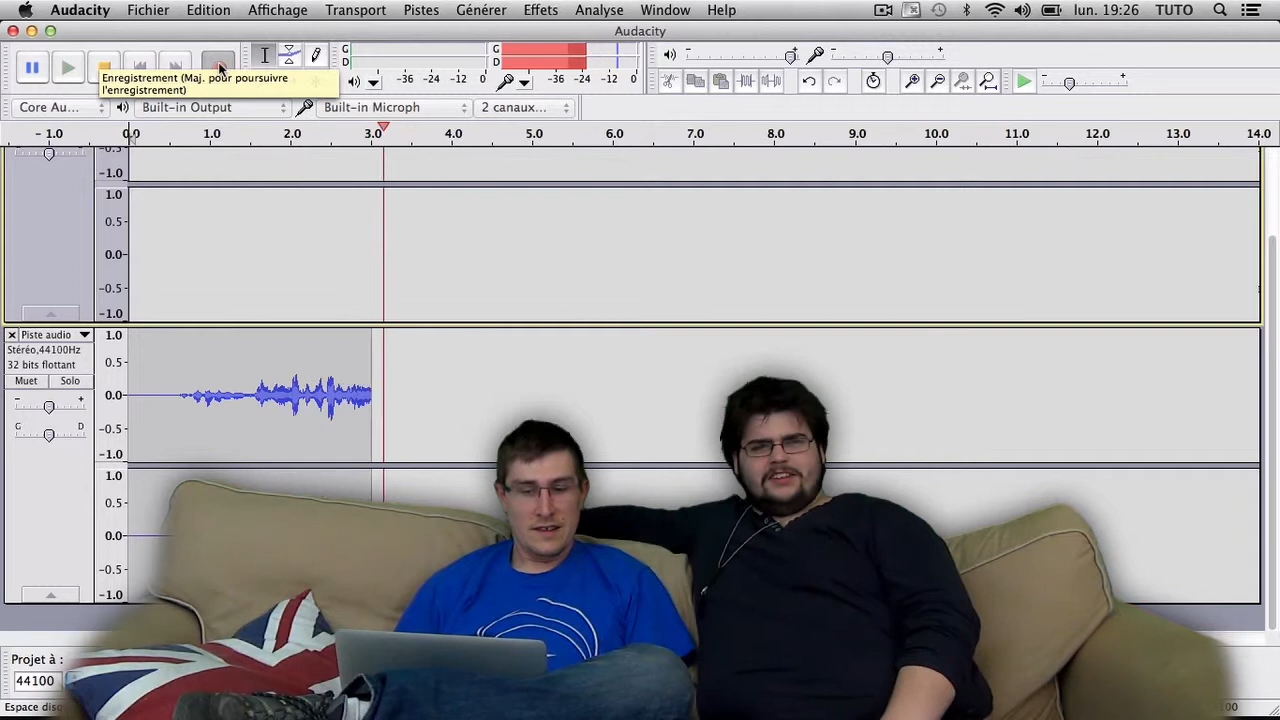 Audacity Fichier Edition Affichage Transport Pistes Générer Effets Analyse Window Help lun. 19:26 TUTO
Audacity
G
D
-36 -24 -12 0
G
D
-36 -24 -12 0
Enregistrement (Maj. pour poursuivre
l'enregistrement)
Core Au... Built-in Output Built-in Microph 2 canaux...
-1.0 0.0 1.0 2.0 3.0 4.0 5.0 6.0 7.0 8.0 9.0 10.0 11.0 12.0 13.0 14.0
-0.5
-1.0
1.0
0.5
0.0
-0.5
-1.0
Piste audio
Stéréo,44100Hz
32 bits flottant
Muet Solo
- +
G D
1.0
0.5
0.0
-0.5
-1.0
1.0
0.5
0.0
-0.5
-1.0
Projet à :
44100
Espace disq